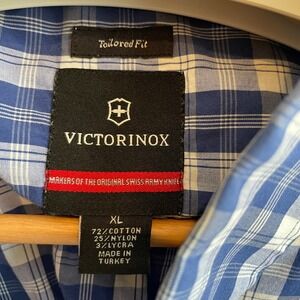 Tailored Fit
VICTORINOX
MAKERS OF THE ORIGINAL SWISS ARMY KNIFE
XL
72%COTTON
25%NYLON
3%LYCRA
MADE IN
TURKEY